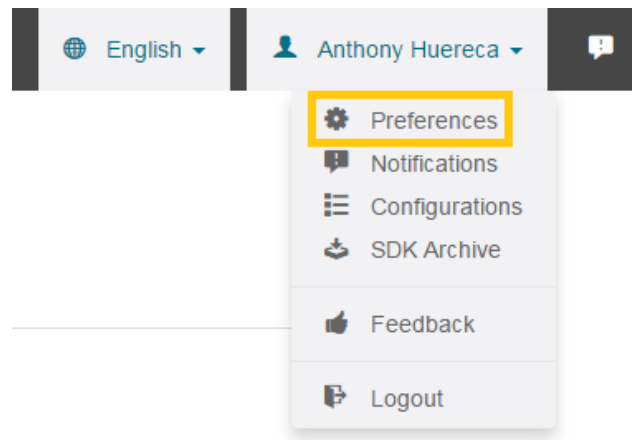 English
Anthony Huereca
Preferences
Notifications
Configurations
SDK Archive
Feedback
Logout